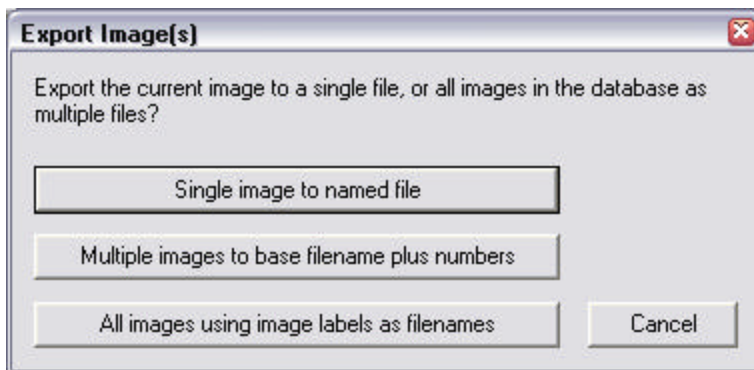 Export Image(s)
Export the current image to a single file, or all images in the database as
multiple files?
Single image to named file
Multiple images to base filename plus numbers
All images using image labels as filenames
Cancel